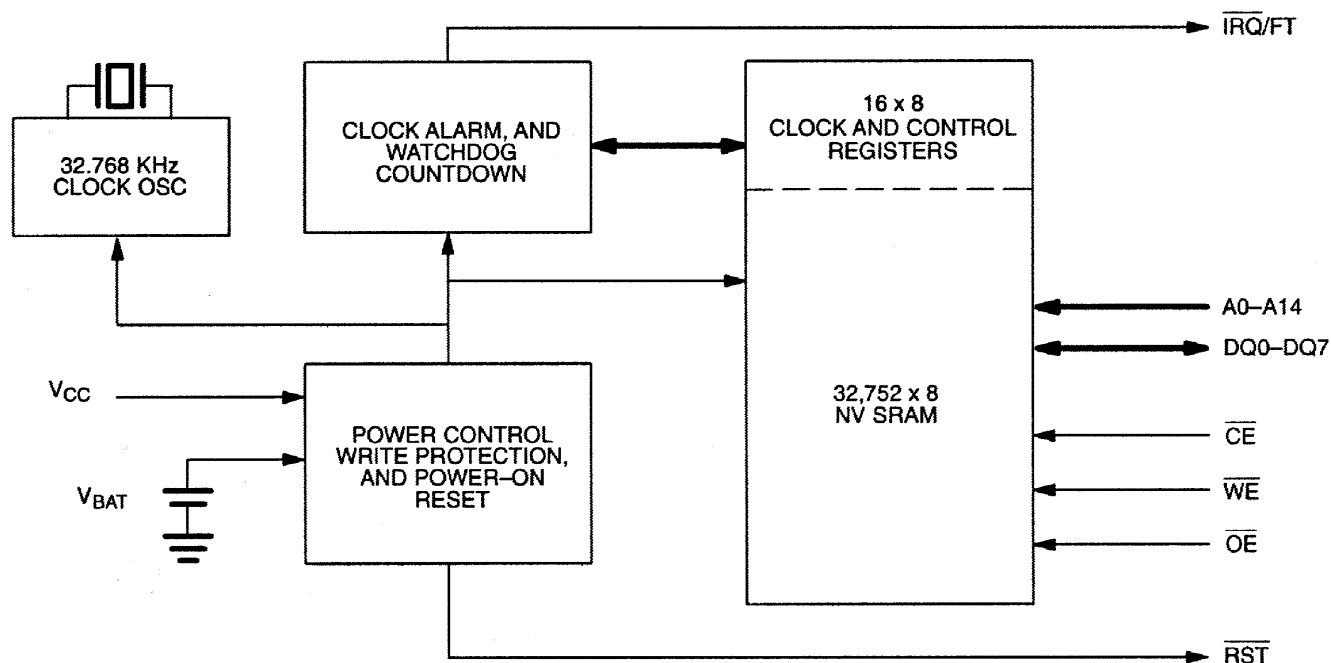 IRQ/FT
16 x 8
CLOCK AND CONTROL
REGISTERS
CLOCK ALARM, AND
WATCHDOG
COUNTDOWN
32.768 KHz
CLOCK OSC
A0–A14
DQ0–DQ7
VCC
32,752 x 8
NV SRAM
CE
POWER CONTROL
WRITE PROTECTION,
AND POWER–ON
RESET
VBAT
WE
OE
RST